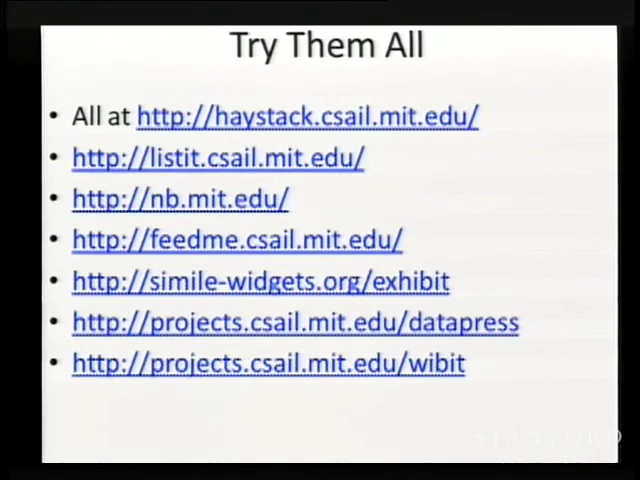 Try Them All
• All at http://haystack.csail.mit.edu/
• http://listit.csail.mit.edu/
• http://nb.mit.edu/
• http://feedme.csail.mit.edu/
• http://simile-widgets.org/exhibit
• http://projects.csail.mit.edu/datapress
• http://projects.csail.mit.edu/wibit
STANFORD